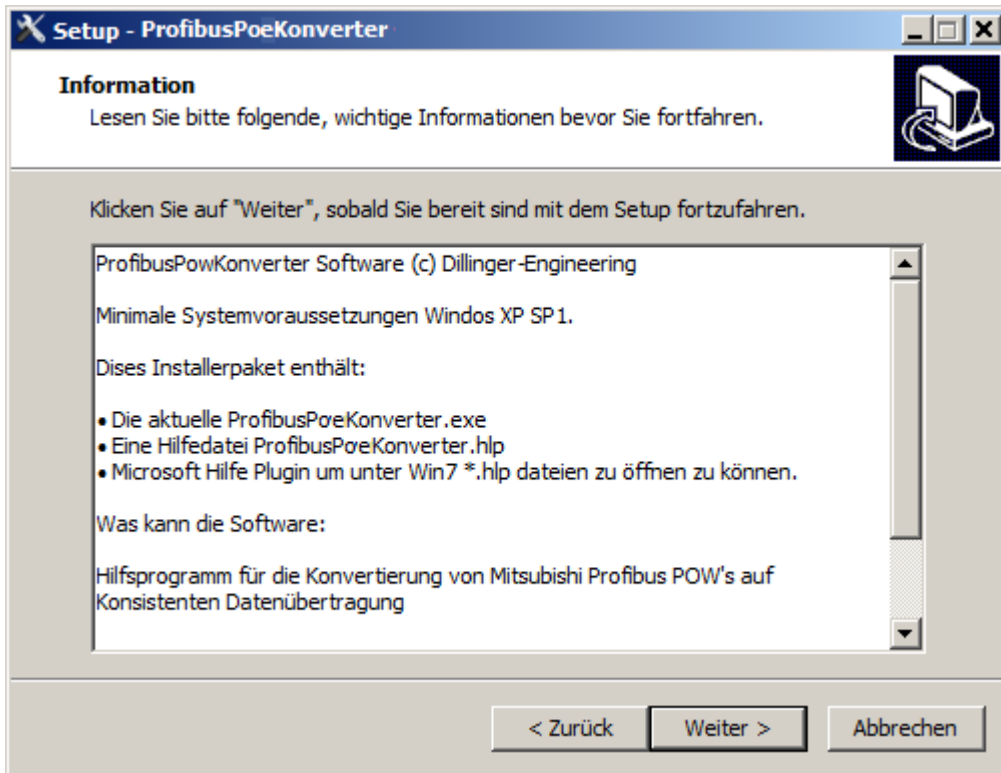 Setup - ProfibusPoeKonverter
Information
Lesen Sie bitte folgende, wichtige Informationen bevor Sie fortfahren.
Klicken Sie auf "Weiter", sobald Sie bereit sind mit dem Setup fortzufahren.
ProfibusPowKonverter Software (c) Dillinger-Engineering
Minimale Systemvoraussetzungen Windos XP SP1.
Dises Installerpaket enthält:
• Die aktuelle ProfibusPoeKonverter.exe
• Eine Hilfedatei ProfibusPoeKonverter.hlp
• Microsoft Hilfe Plugin um unter Win7 *.hlp dateien zu öffnen zu können.
Was kann die Software:
Hilfsprogramm für die Konvertierung von Mitsubishi Profibus POW's auf
Konsistenten Datenübertragung
< Zurück
Weiter >
Abbrechen